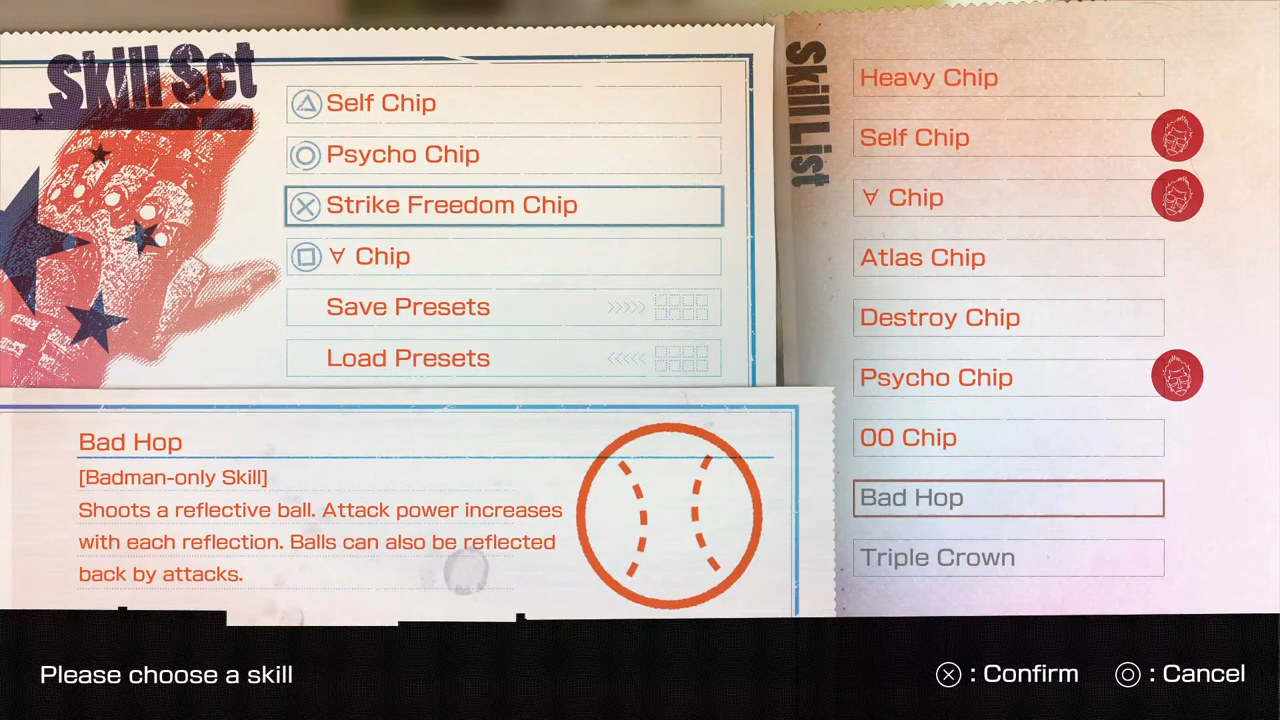 Skill Set
Self Chip
Psycho Chip
Strike Freedom Chip
∀ Chip
Save Presets >>>>>
Load Presets <<<<<
Bad Hop
[Badman-only Skill]
Shoots a reflective ball. Attack power increases
with each reflection. Balls can also be reflected
back by attacks.
Skill List
Heavy Chip
Self Chip
∀ Chip
Atlas Chip
Destroy Chip
Psycho Chip
00 Chip
Bad Hop
Triple Crown
Please choose a skill
: Confirm
: Cancel